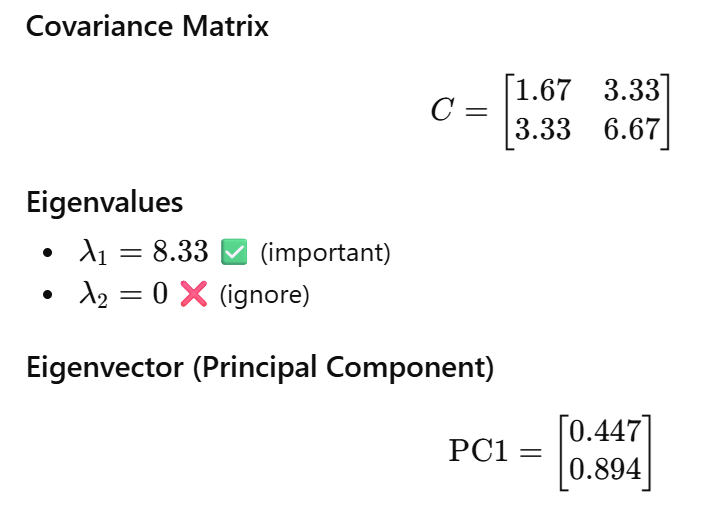 Covariance Matrix
C = [1.67 3.33
3.33 6.67]
Eigenvalues
• λ₁ = 8.33 ✅ (important)
• λ₂ = 0 ❌ (ignore)
Eigenvector (Principal Component)
PC1 = [0.447
0.894]